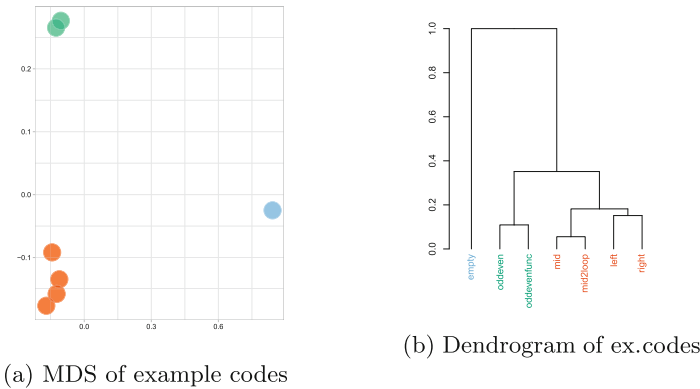 0.2
0.1
0.0
−0.1
0.0 0.3 0.6
(a) MDS of example codes
1.0
0.8
0.6
0.4
0.2
0.0
empty
oddeven
oddevenfunc
mid
mid2loop
left
right
(b) Dendrogram of ex.codes